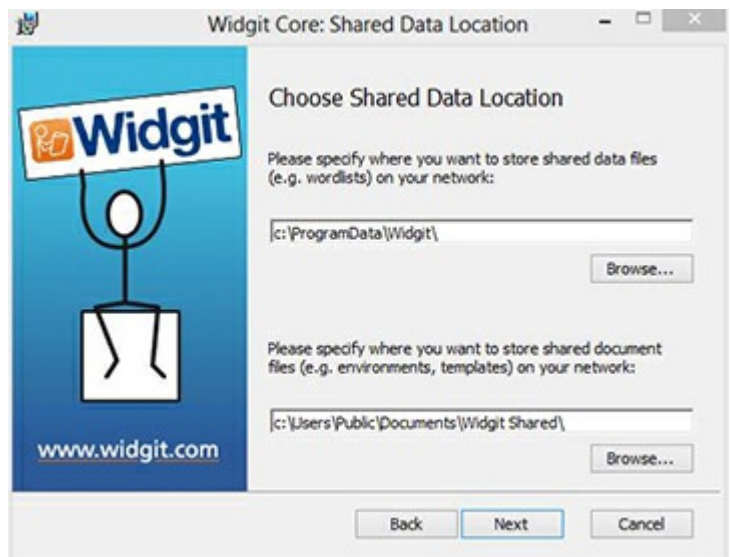 Widgit Core: Shared Data Location
Widgit
Choose Shared Data Location
Please specify where you want to store shared data files
(e.g. wordlists) on your network:
c:\ProgramData\Widgit\
Browse...
Please specify where you want to store shared document
files (e.g. environments, templates) on your network:
c:\Users\Public\Documents\Widgit Shared\
Browse...
www.widgit.com
Back Next Cancel